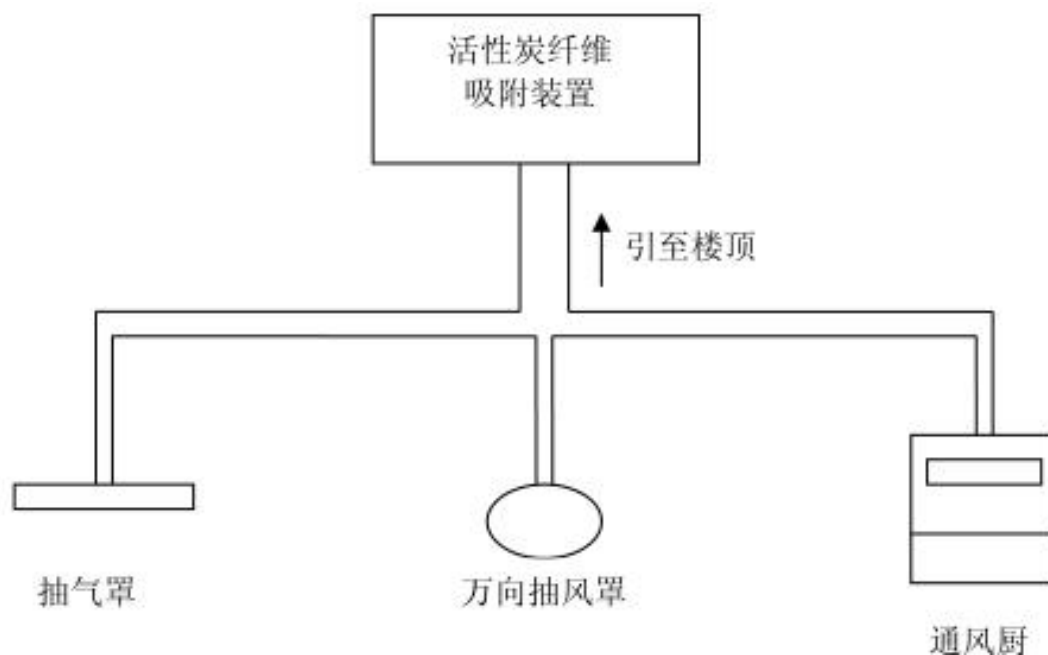 活性炭纤维
吸附装置
引至楼顶
抽气罩
万向抽风罩
通风厨